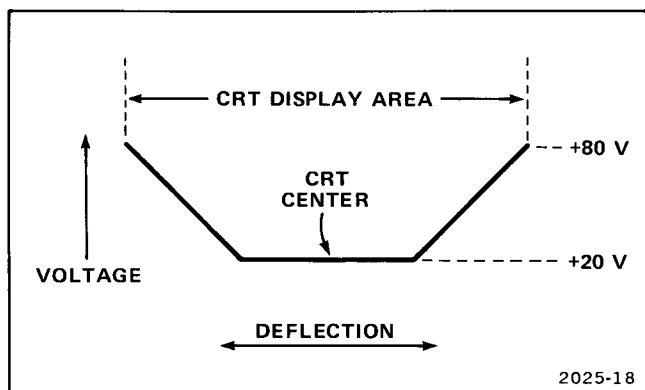 CRT DISPLAY AREA
+80 V
CRT
CENTER
VOLTAGE
+20 V
DEFLECTION
2025-18